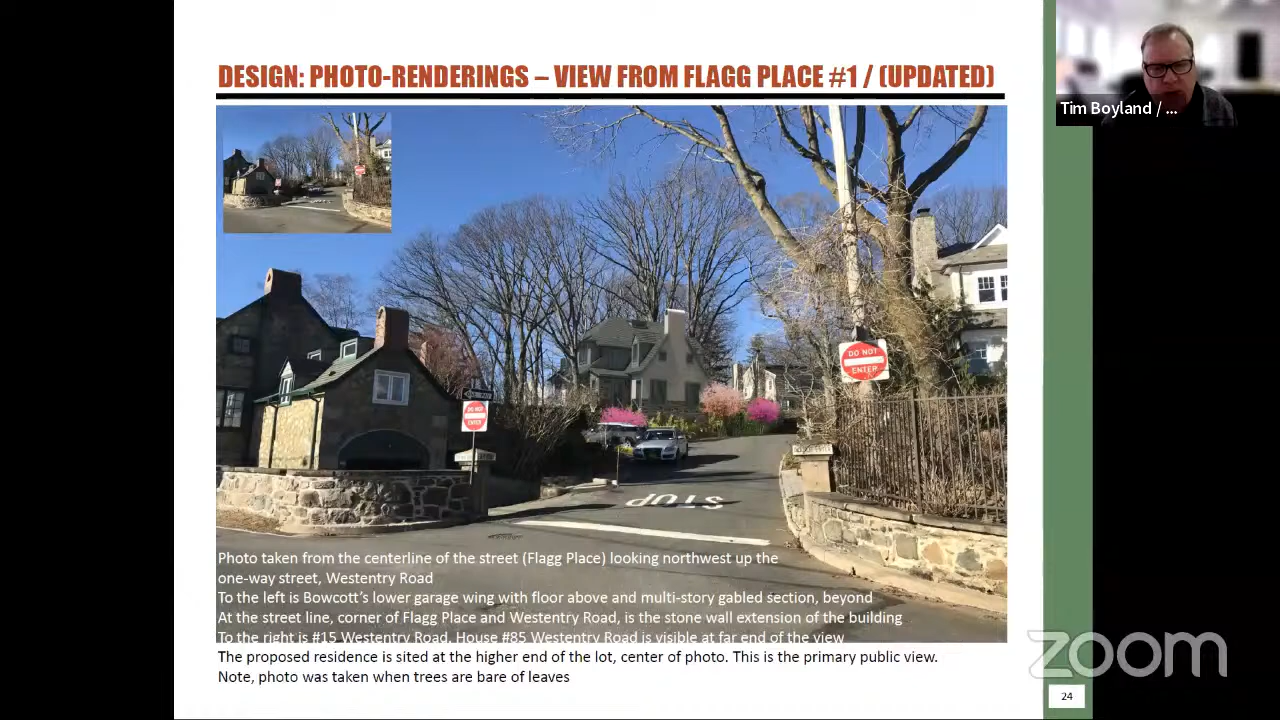 DESIGN: PHOTO-RENDERINGS – VIEW FROM FLAGG PLACE #1 / (UPDATED)
Tim Boyland / ...
DO NOT
ENTER
DO NOT
ENTER
STOP
Photo taken from the centerline of the street (Flagg Place) looking northwest up the
one-way street, Westentry Road
To the left is Bowcott's lower garage wing with floor above and multi-story gabled section, beyond
At the street line, corner of Flagg Place and Westentry Road, is the stone wall extension of the building
To the right is #15 Westentry Road, House #85 Westentry Road is visible at far end of the view
The proposed residence is sited at the higher end of the lot, center of photo. This is the primary public view.
Note, photo was taken when trees are bare of leaves
zoom
24